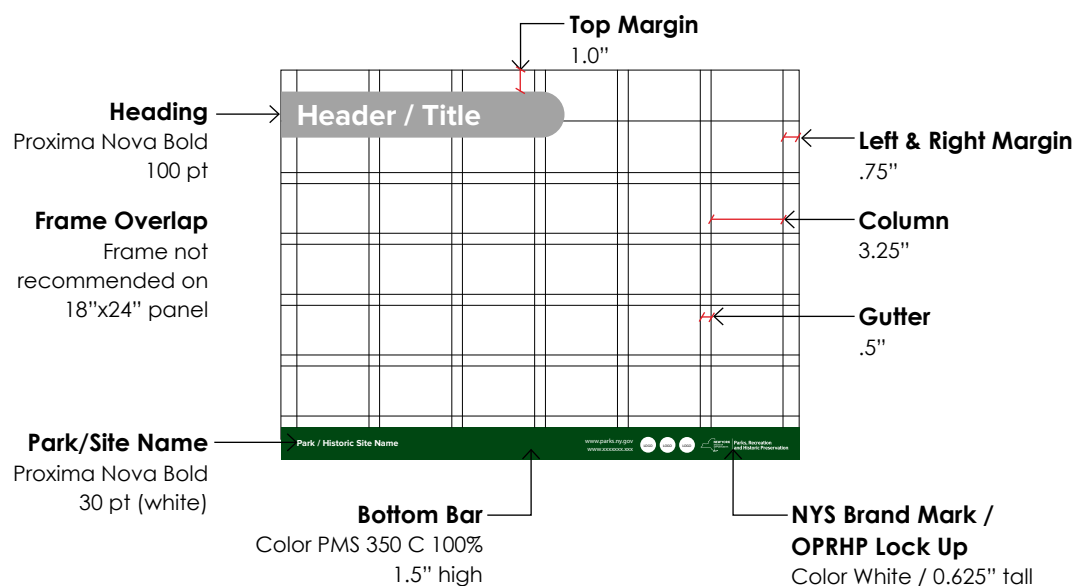 Top Margin
1.0”
Heading
Proxima Nova Bold
100 pt
Header / Title
Left & Right Margin
.75”
Frame Overlap
Frame not
recommended on
18”x24” panel
Column
3.25”
Gutter
.5”
Park/Site Name
Proxima Nova Bold
30 pt (white)
Park / Historic Site Name
www.parks.ny.gov
www.xxxxxxx.xxx
LOGO LOGO LOGO
Parks, Recreation
and Historic Preservation
Bottom Bar
Color PMS 350 C 100%
1.5” high
NYS Brand Mark /
OPRHP Lock Up
Color White / 0.625” tall